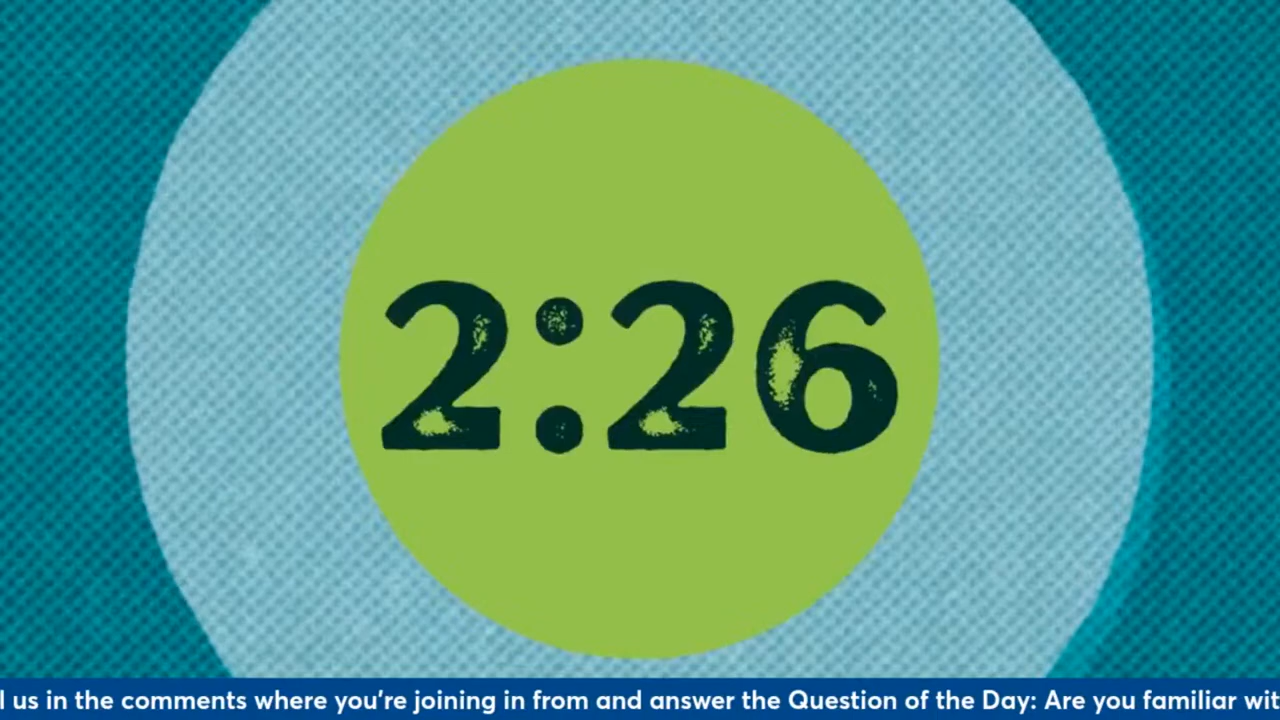 2:26
l us in the comments where you're joining in from and answer the Question of the Day: Are you familiar wit